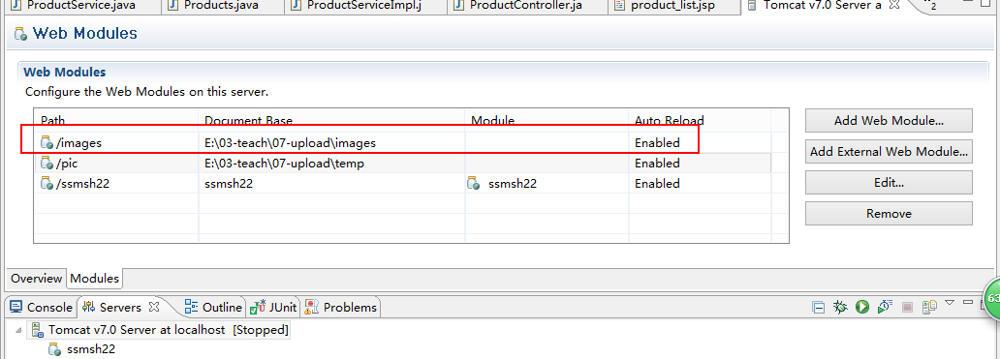 ProductService.java Products.java ProductServiceImpl.j ProductController.ja product_list.jsp Tomcat v7.0 Server a 2
Web Modules
Web Modules
Configure the Web Modules on this server.
Path Document Base Module Auto Reload
/images E:\03-teach\07-upload\images Enabled
/pic E:\03-teach\07-upload\temp Enabled
/ssmsh22 ssmsh22 ssmsh22 Enabled
Add Web Module...
Add External Web Module...
Edit...
Remove
Overview Modules
Console Servers Outline JUnit Problems
Tomcat v7.0 Server at localhost [Stopped]
ssmsh22